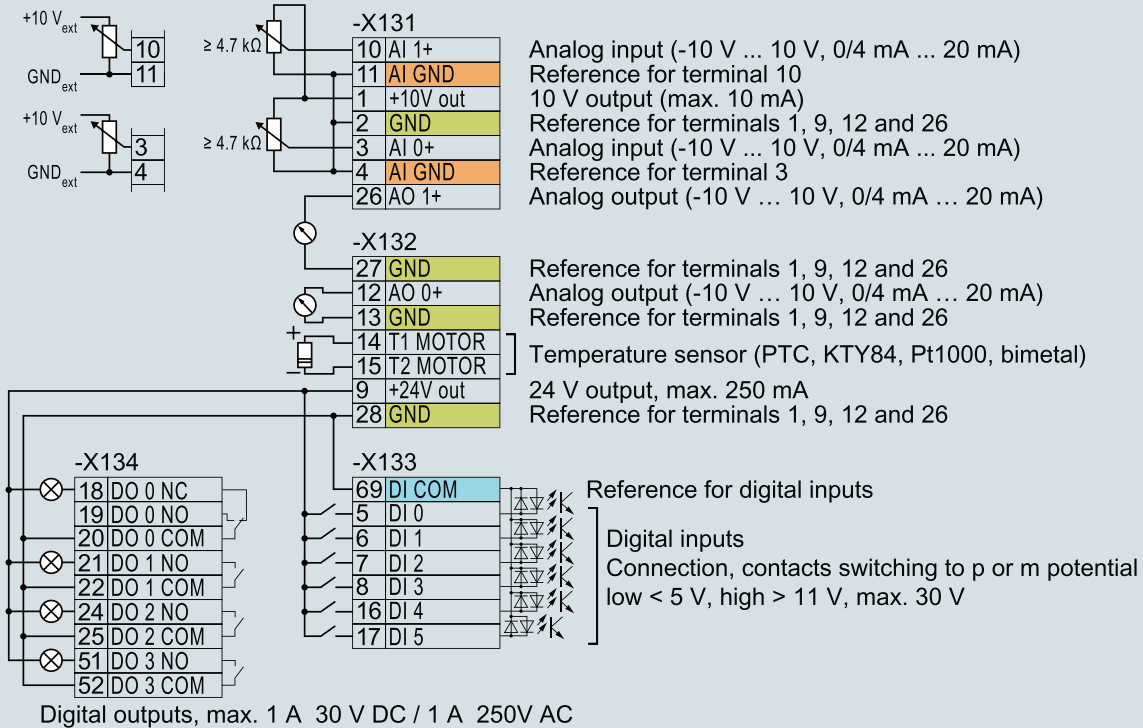 +10 Vext
10
11
GNDext
+10 Vext
3
4
GNDext
≥ 4.7 kΩ
≥ 4.7 kΩ
-X131
10 AI 1+ Analog input (-10 V ... 10 V, 0/4 mA ... 20 mA)
11 AI GND Reference for terminal 10
1 +10V out 10 V output (max. 10 mA)
2 GND Reference for terminals 1, 9, 12 and 26
3 AI 0+ Analog input (-10 V ... 10 V, 0/4 mA ... 20 mA)
4 AI GND Reference for terminal 3
26 AO 1+ Analog output (-10 V … 10 V, 0/4 mA … 20 mA)
-X132
27 GND Reference for terminals 1, 9, 12 and 26
12 AO 0+ Analog output (-10 V … 10 V, 0/4 mA … 20 mA)
13 GND Reference for terminals 1, 9, 12 and 26
+
–
14 T1 MOTOR
15 T2 MOTOR
Temperature sensor (PTC, KTY84, Pt1000, bimetal)
9 +24V out 24 V output, max. 250 mA
28 GND Reference for terminals 1, 9, 12 and 26
-X134
18 DO 0 NC
19 DO 0 NO
20 DO 0 COM
21 DO 1 NO
22 DO 1 COM
24 DO 2 NO
25 DO 2 COM
51 DO 3 NO
52 DO 3 COM
-X133
69 DI COM Reference for digital inputs
5 DI 0
6 DI 1
7 DI 2
8 DI 3
16 DI 4
17 DI 5
Digital inputs
Connection, contacts switching to p or m potential
low < 5 V, high > 11 V, max. 30 V
Digital outputs, max. 1 A 30 V DC / 1 A 250V AC